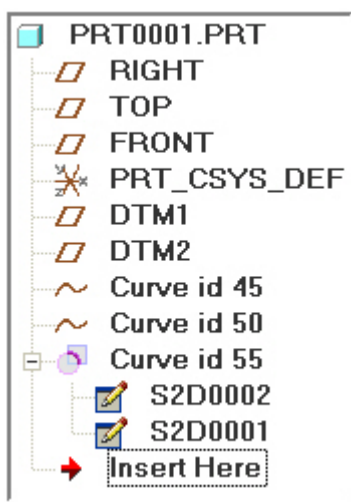 PRT0001.PRT
RIGHT
TOP
FRONT
PRT_CSYS_DEF
DTM1
DTM2
Curve id 45
Curve id 50
Curve id 55
S2D0002
S2D0001
Insert Here